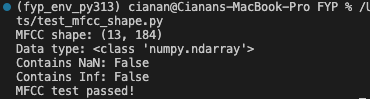 (fyp_env_py313) cianan@Cianans-MacBook-Pro FYP % /U
ts/test_mfcc_shape.py
MFCC shape: (13, 184)
Data type: <class 'numpy.ndarray'>
Contains NaN: False
Contains Inf: False
MFCC test passed!